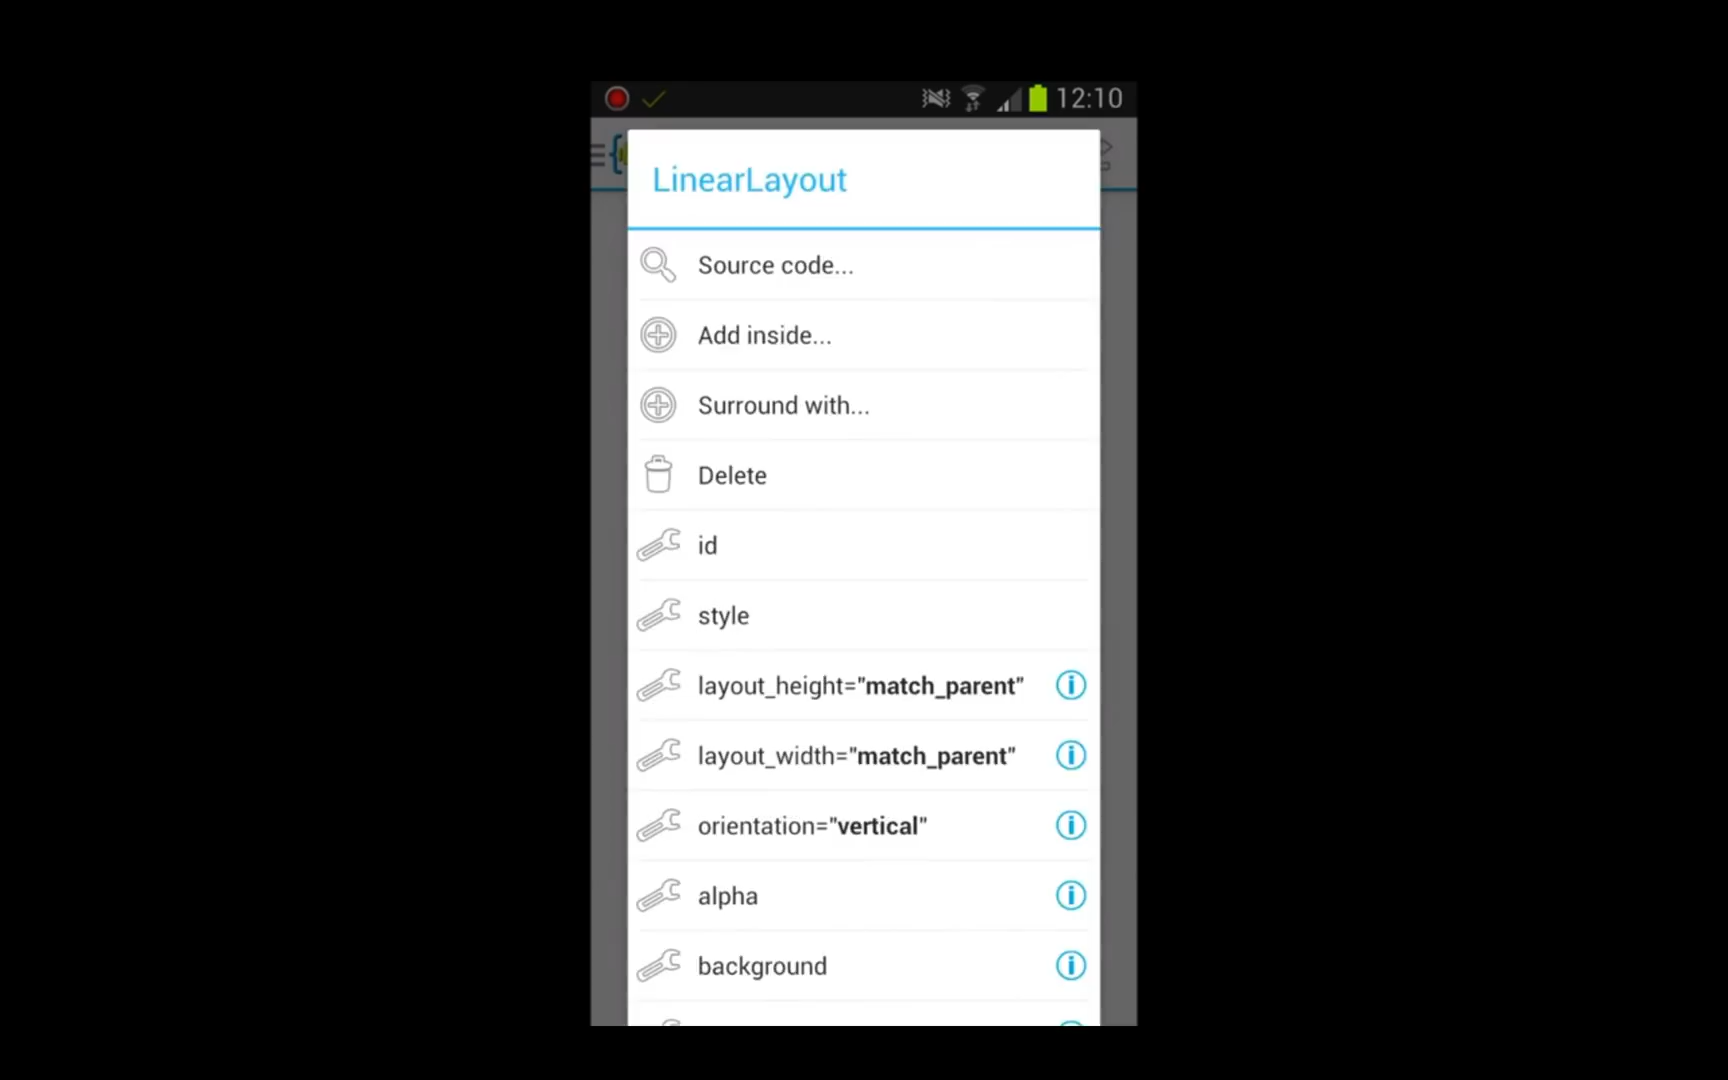 12:10
LinearLayout
Source code...
Add inside...
Surround with...
Delete
id
style
layout_height="match_parent"
layout_width="match_parent"
orientation="vertical"
alpha
background